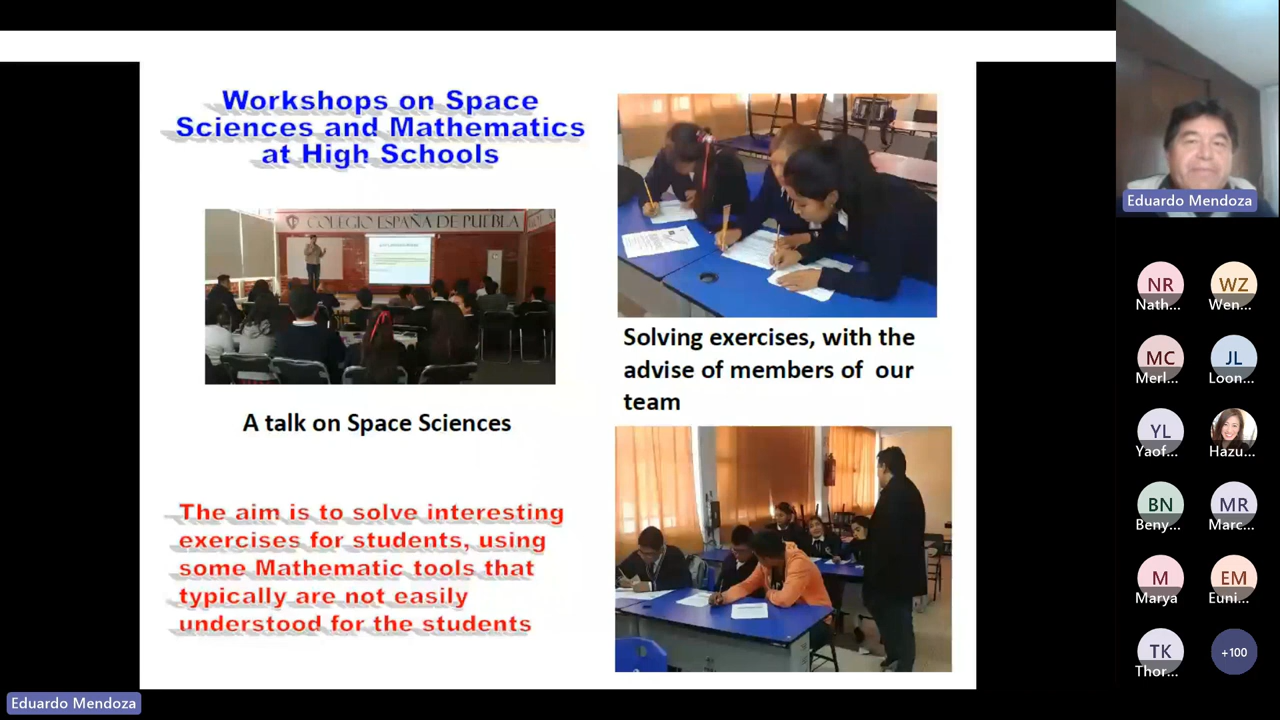 Workshops on Space
Sciences and Mathematics
at High Schools
COLEGIO ESPAÑA DE PUEBLA
A talk on Space Sciences
The aim is to solve interesting
exercises for students, using
some Mathematic tools that
typically are not easily
understood for the students
Solving exercises, with the
advise of members of our
team
Eduardo Mendoza
NR
Nath...
WZ
Wen...
MC
Merl...
JL
Loon...
YL
Yaof...
Hazu...
BN
Beny...
MR
Marc...
M
Marya
EM
Euni...
TK
Thor...
+100
Eduardo Mendoza